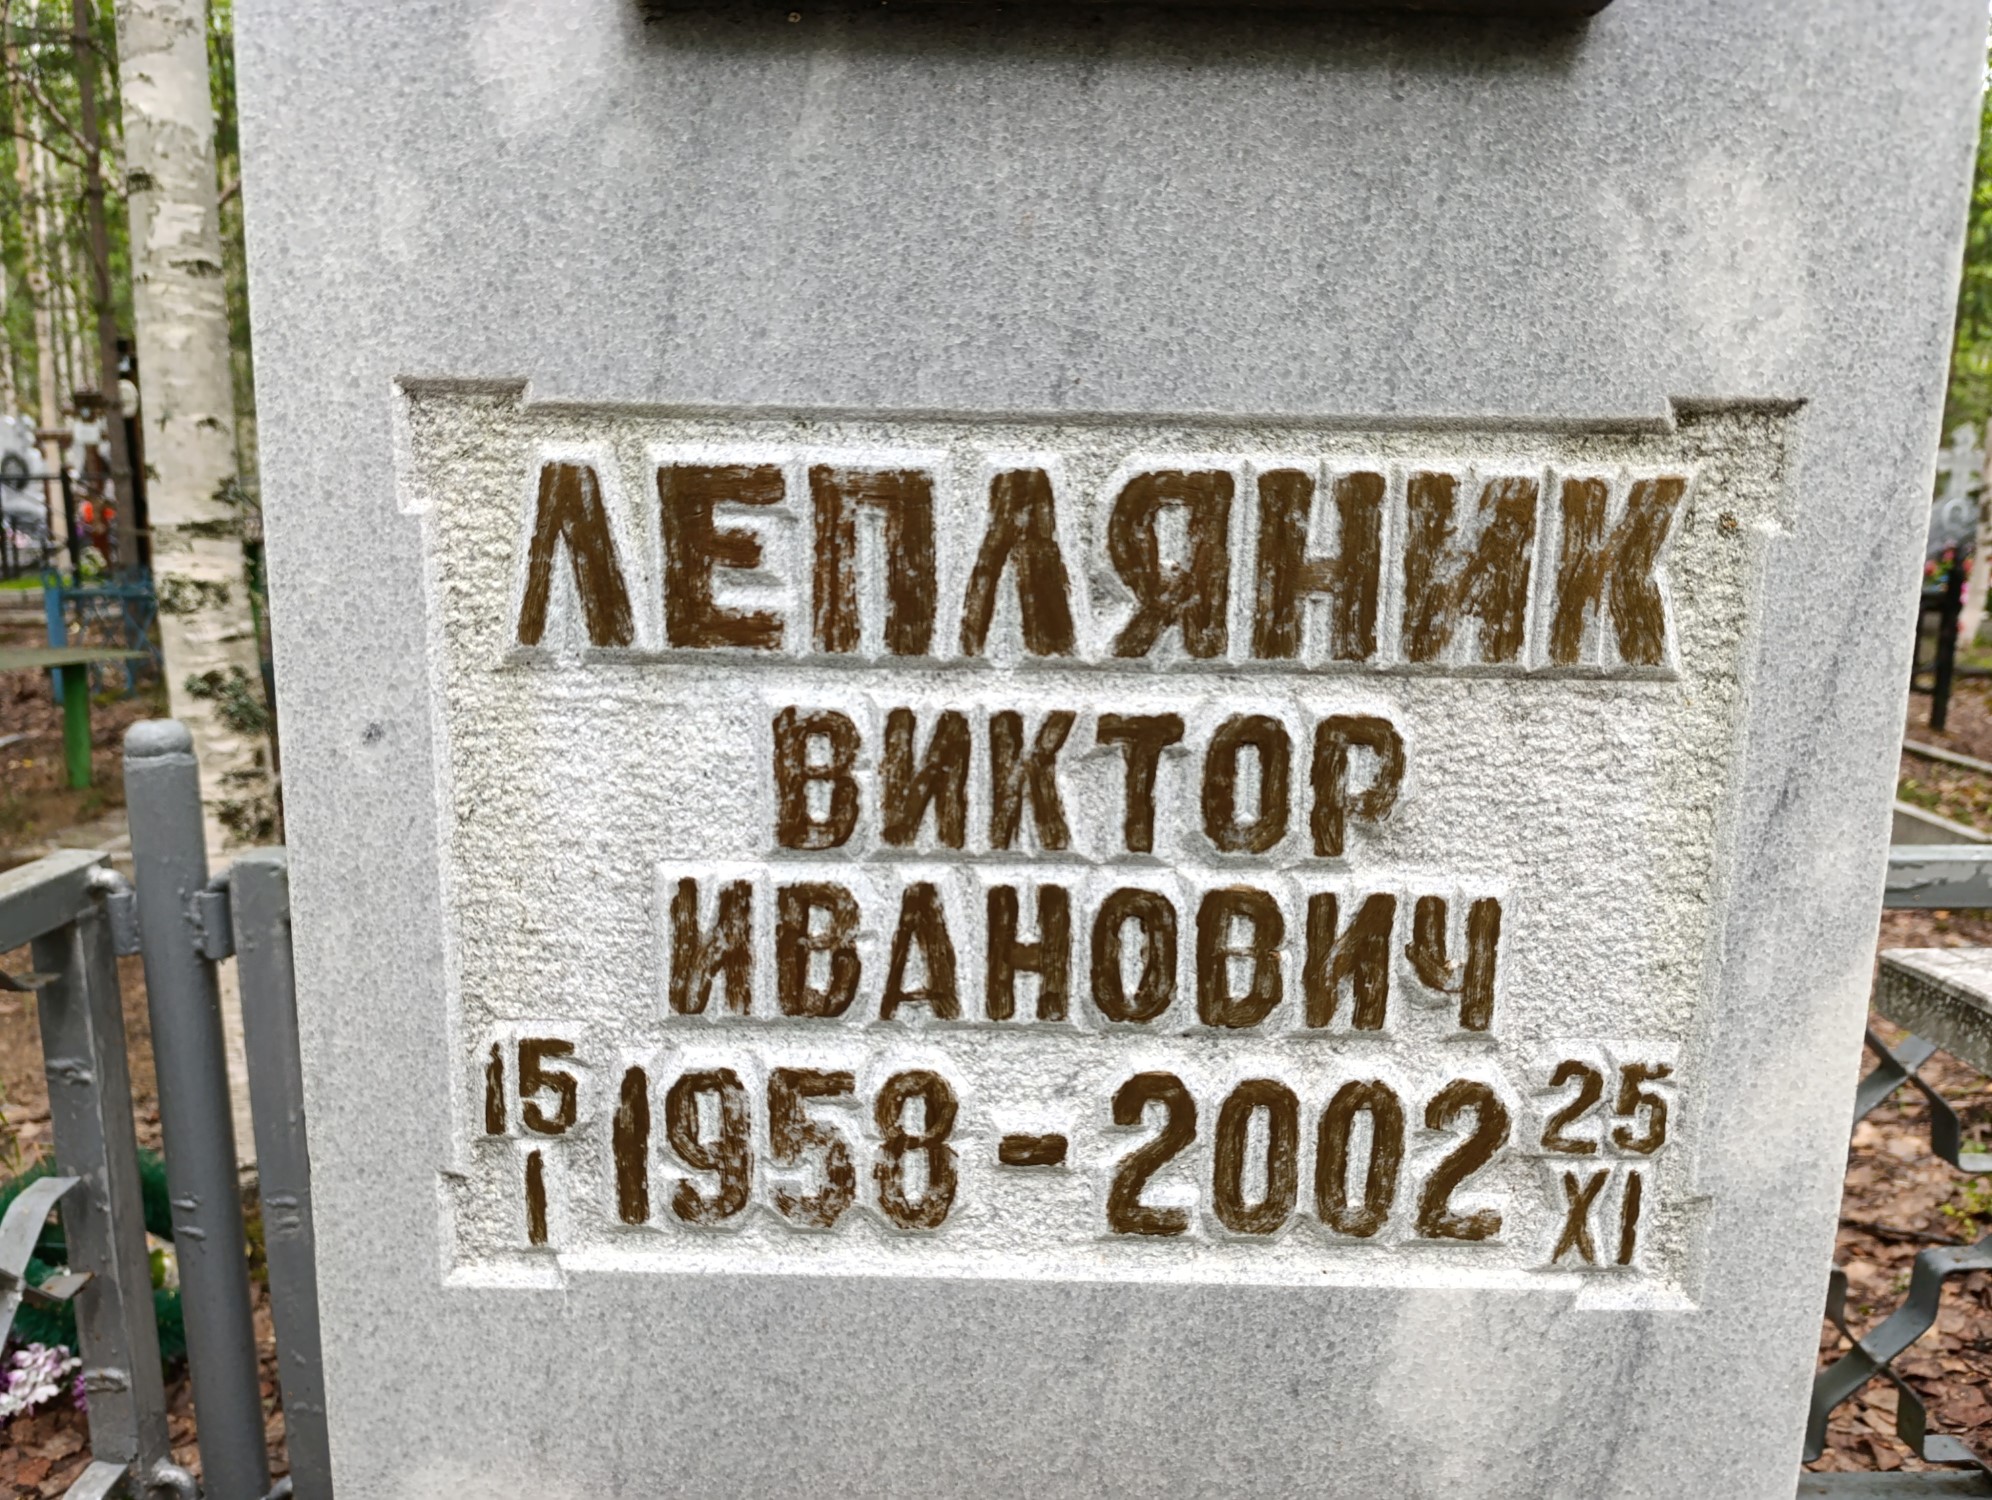 ЛЕПЛЯНИК
ВИКТОР
ИВАНОВИЧ
15/I 1958 - 2002 25/XI